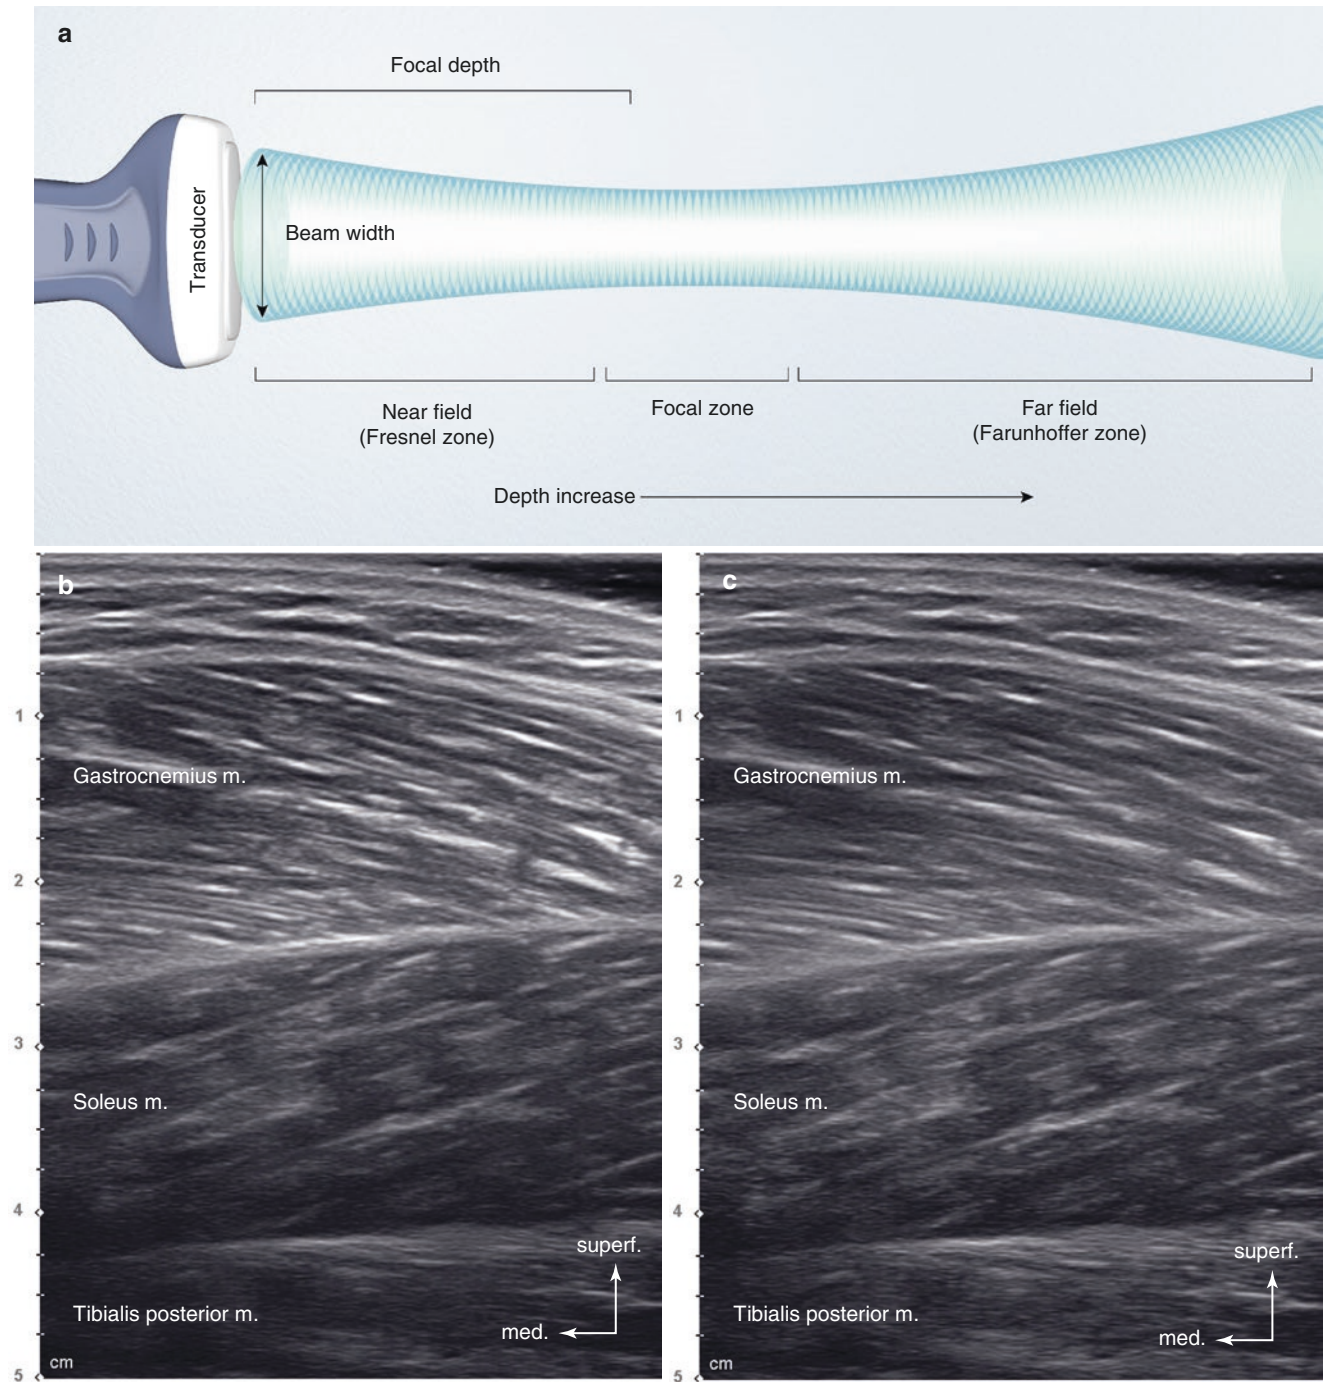 a
Focal depth
Transducer
Beam width
Near field
(Fresnel zone)
Focal zone
Far field
(Farunhoffer zone)
Depth increase
b
1
Gastrocnemius m.
2
3
Soleus m.
4
superf.
Tibialis posterior m.
med.
5
cm
c
1
Gastrocnemius m.
2
3
Soleus m.
4
superf.
Tibialis posterior m.
med.
5
cm